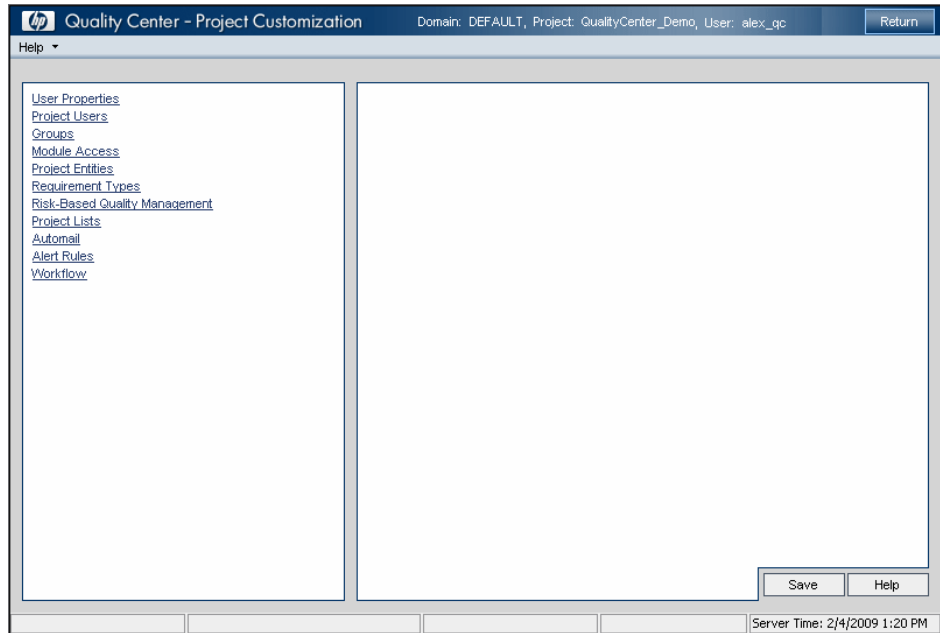 hp Quality Center - Project Customization Domain: DEFAULT, Project: QualityCenter_Demo, User: alex_qc Return
Help
User Properties
Project Users
Groups
Module Access
Project Entities
Requirement Types
Risk-Based Quality Management
Project Lists
Automail
Alert Rules
Workflow
Save Help
Server Time: 2/4/2009 1:20 PM